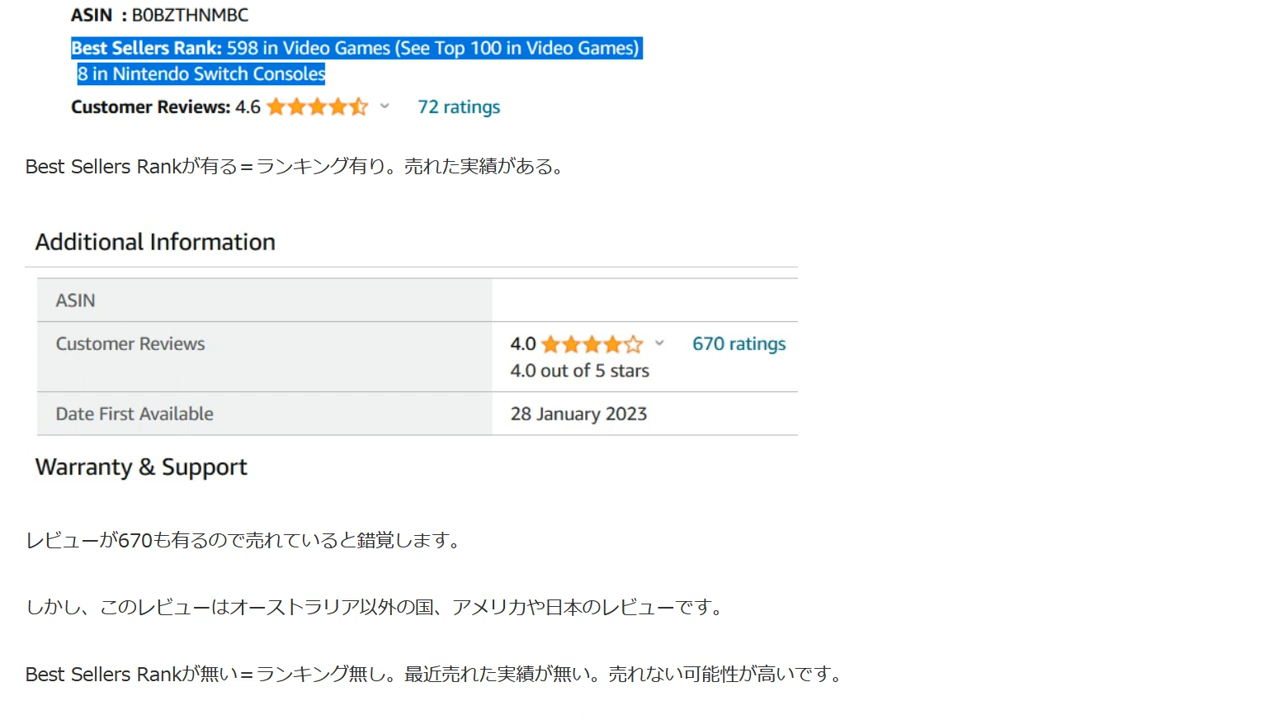 ASIN : B0BZTHNMBC
Best Sellers Rank: 598 in Video Games (See Top 100 in Video Games)
8 in Nintendo Switch Consoles
Customer Reviews: 4.6 72 ratings
Best Sellers Rankが有る＝ランキング有り。売れた実績がある。
Additional Information
ASIN
Customer Reviews 4.0 670 ratings
4.0 out of 5 stars
Date First Available 28 January 2023
Warranty & Support
レビューが670も有るので売れていると錯覚します。
しかし、このレビューはオーストラリア以外の国、アメリカや日本のレビューです。
Best Sellers Rankが無い＝ランキング無し。最近売れた実績が無い。売れない可能性が高いです。